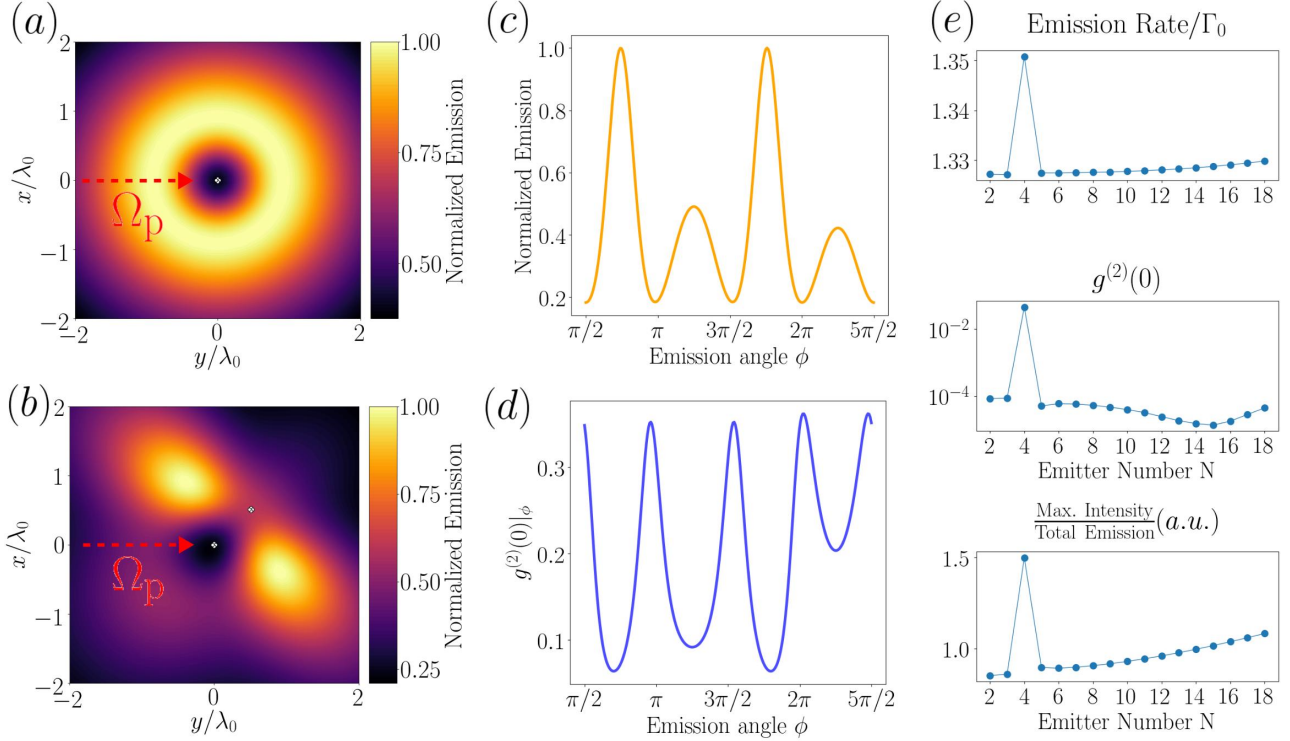 (a)
2
1
0
−1
−2
x/λ₀
Ωₚ
−2
0
2
y/λ₀
1.00
0.75
0.50
Normalized Emission
(b)
2
1
0
−1
−2
x/λ₀
Ωₚ
−2
0
2
y/λ₀
1.00
0.75
0.50
0.25
Normalized Emission
(c)
1.0
0.8
0.6
0.4
0.2
Normalized Emission
π/2
π
3π/2
2π
5π/2
Emission angle ϕ
(d)
0.3
0.2
0.1
g⁽²⁾(0)|ϕ
π/2
π
3π/2
2π
5π/2
Emission angle ϕ
(e)
Emission Rate/Γ₀
1.35
1.34
1.33
2 4 6 8 10 12 14 16 18
g⁽²⁾(0)
10⁻²
10⁻⁴
2 4 6 8 10 12 14 16 18
Emitter Number N
Max. Intensity
Total Emission (a.u.)
1.5
1.0
2 4 6 8 10 12 14 16 18
Emitter Number N